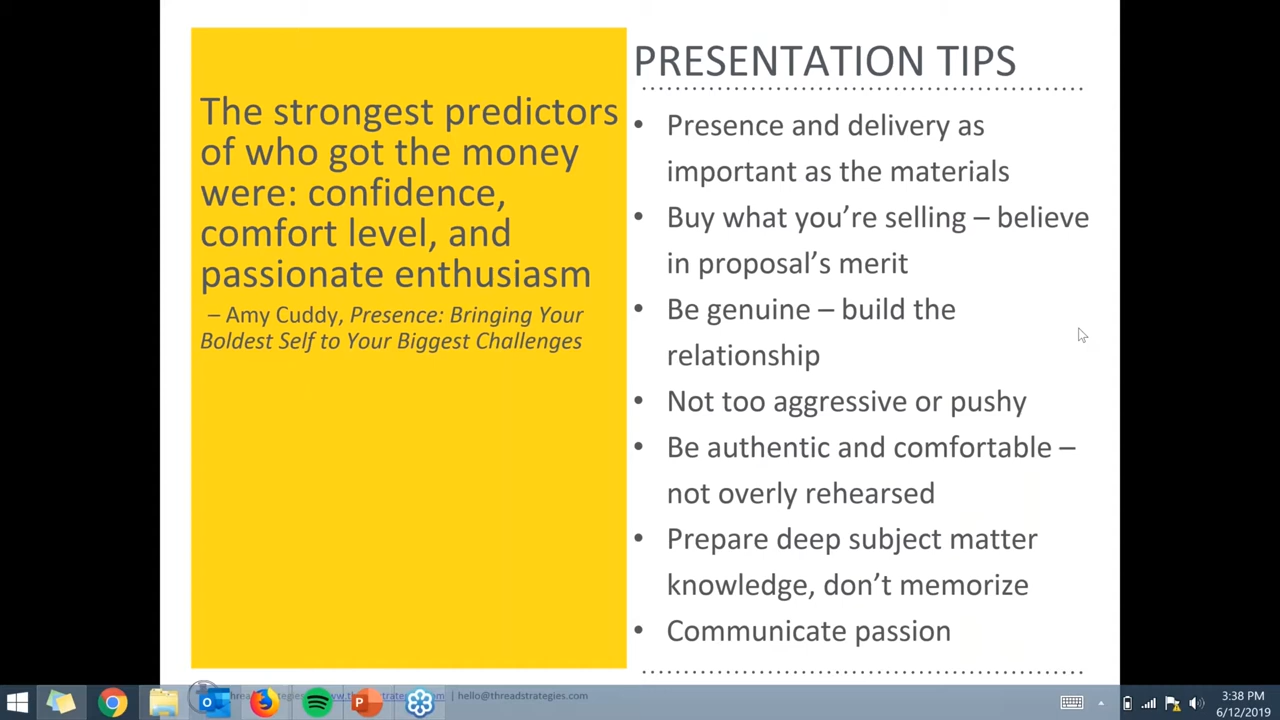 The strongest predictors
of who got the money
were: confidence,
comfort level, and
passionate enthusiasm
– Amy Cuddy, Presence: Bringing Your
Boldest Self to Your Biggest Challenges
PRESENTATION TIPS
• Presence and delivery as
important as the materials
• Buy what you’re selling – believe
in proposal’s merit
• Be genuine – build the
relationship
• Not too aggressive or pushy
• Be authentic and comfortable –
not overly rehearsed
• Prepare deep subject matter
knowledge, don’t memorize
• Communicate passion
| hello@threadstrategies.com
3:38 PM
6/12/2019